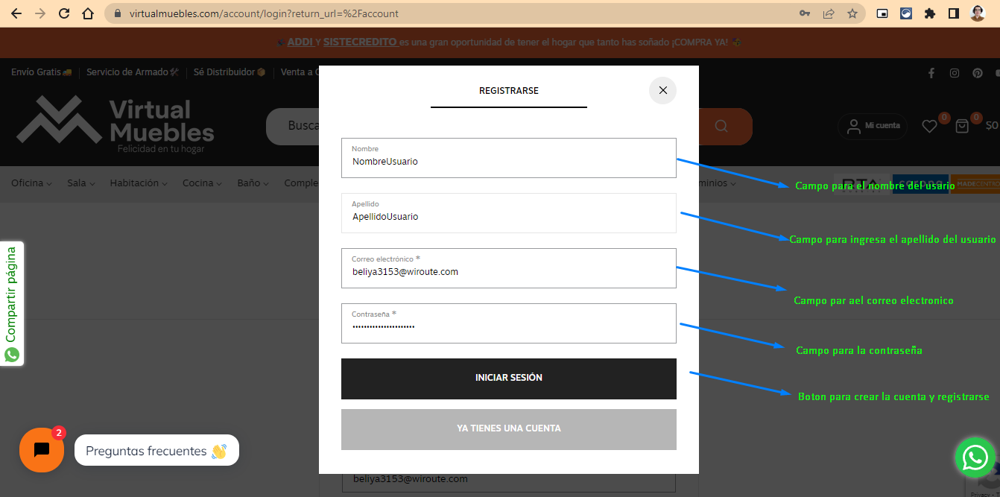 virtualmuebles.com/account/login?return_url=%2Faccount
ADDI Y SISTECREDITO es una gran oportunidad de tener el hogar que tanto has soñado ¡COMPRA YA!
Envío Gratis Servicio de Armado Sé Distribuidor Venta a
Virtual
Muebles
Felicidad en tu hogar
Busca
Mi cuenta
0
0
$0
Oficina Sala Habitación Cocina Baño Comple
minios
RTA
corona
MADECENTRO
REGISTRARSE
Nombre
NombreUsuario
Campo para el nombre del usario
Apellido
ApellidoUsuario
Campo para ingresa el apellido del usuario
Correo electrónico *
beliya3153@wiroute.com
Campo par ael correo electronico
Contraseña *
Campo para la contraseña
INICIAR SESIÓN
Boton para crear la cuenta y registrarse
YA TIENES UNA CUENTA
Compartir página
2
Preguntas frecuentes
beliya3153@wiroute.com
Privacy - T